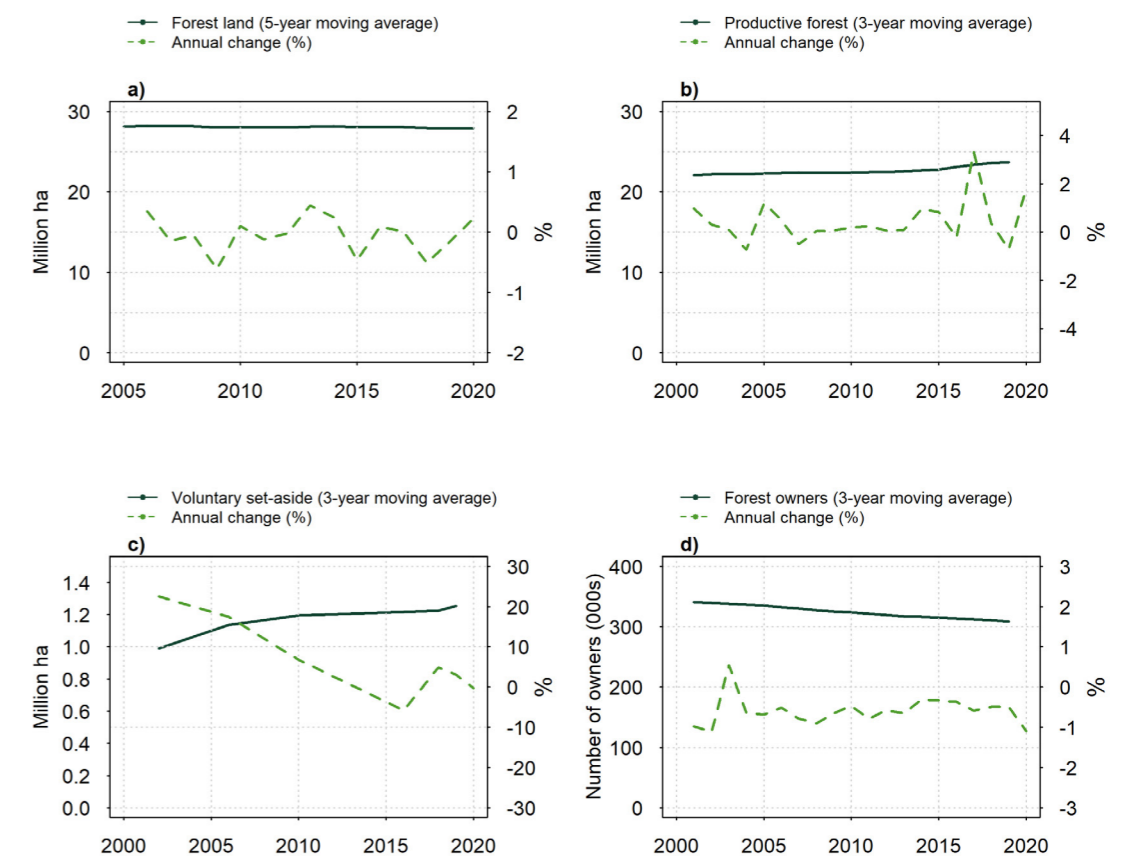 Forest land (5-year moving average)
Annual change (%)
a)
30
20
10
0
Million ha
2
1
0
-1
-2
%
2005 2010 2015 2020
Productive forest (3-year moving average)
Annual change (%)
b)
30
20
10
0
Million ha
4
2
0
-2
-4
%
2000 2005 2010 2015 2020
Voluntary set-aside (3-year moving average)
Annual change (%)
c)
1.4
1.2
1.0
0.8
0.6
0.4
0.2
0.0
Million ha
30
20
10
0
-10
-20
-30
%
2000 2005 2010 2015 2020
Forest owners (3-year moving average)
Annual change (%)
d)
400
300
200
100
0
Number of owners (000s)
3
2
1
0
-1
-2
-3
%
2000 2005 2010 2015 2020